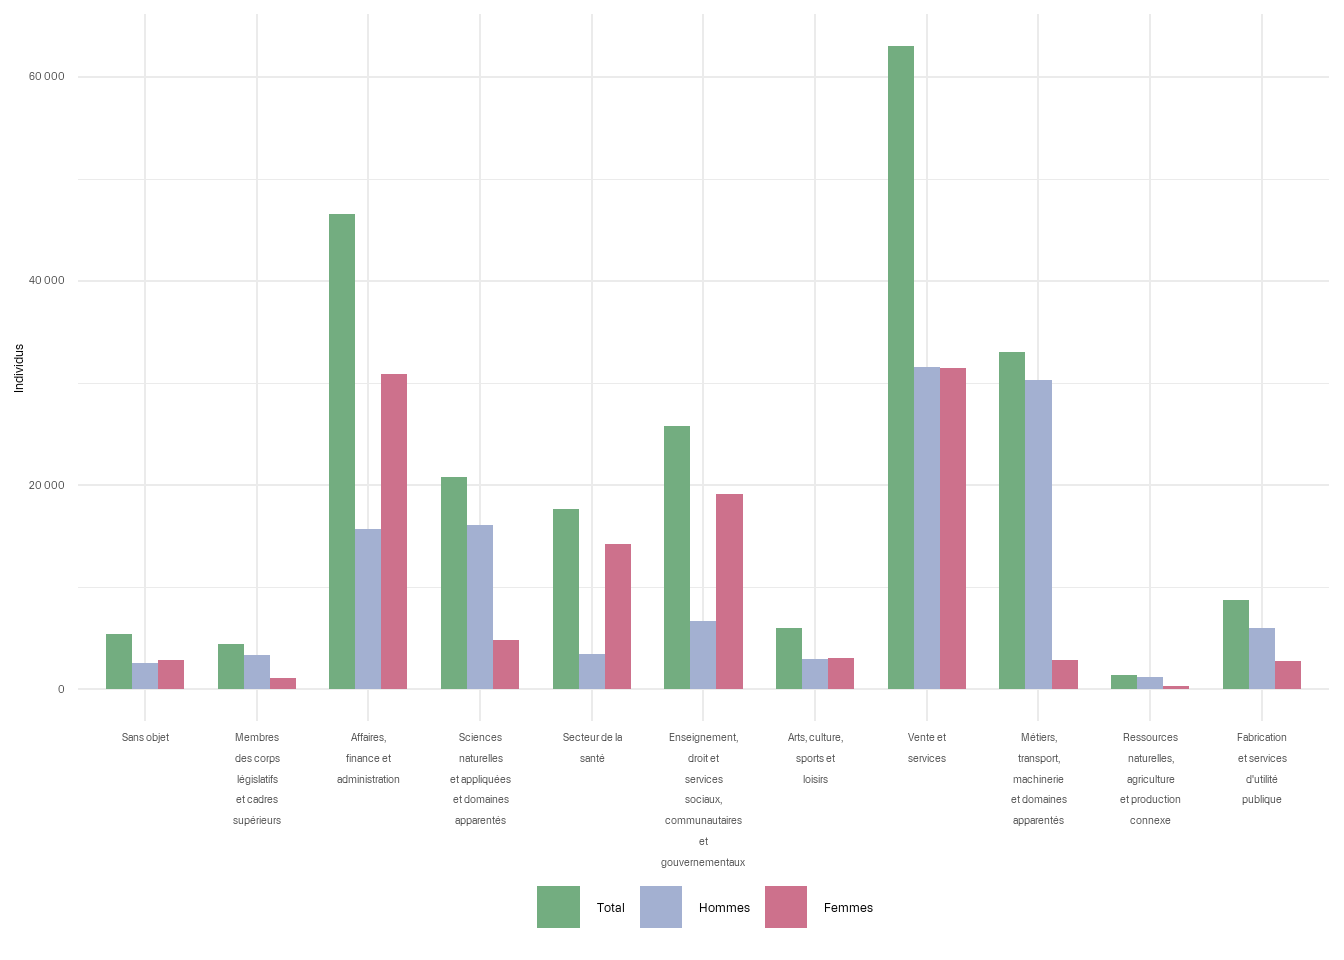 60 000
40 000
20 000
0
Individus
Sans objet
Membres
des corps
législatifs
et cadres
supérieurs
Affaires,
finance et
administration
Sciences
naturelles
et appliquées
et domaines
apparentés
Secteur de la
santé
Enseignement,
droit et
services
sociaux,
communautaires
et
gouvernementaux
Arts, culture,
sports et
loisirs
Vente et
services
Métiers,
transport,
machinerie
et domaines
apparentés
Ressources
naturelles,
agriculture
et production
connexe
Fabrication
et services
d'utilité
publique
Total
Hommes
Femmes